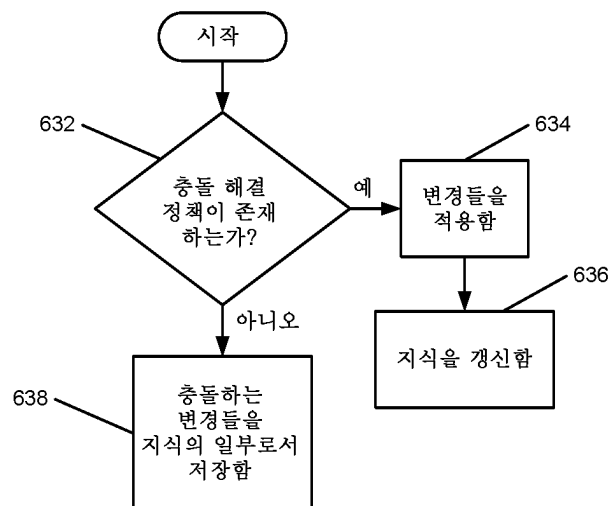 시작
632
충돌 해결
정책이 존재
하는가?
예
634
변경들을
적용함
636
지식을 갱신함
아니오
638
충돌하는
변경들을
지식의 일부로서
저장함